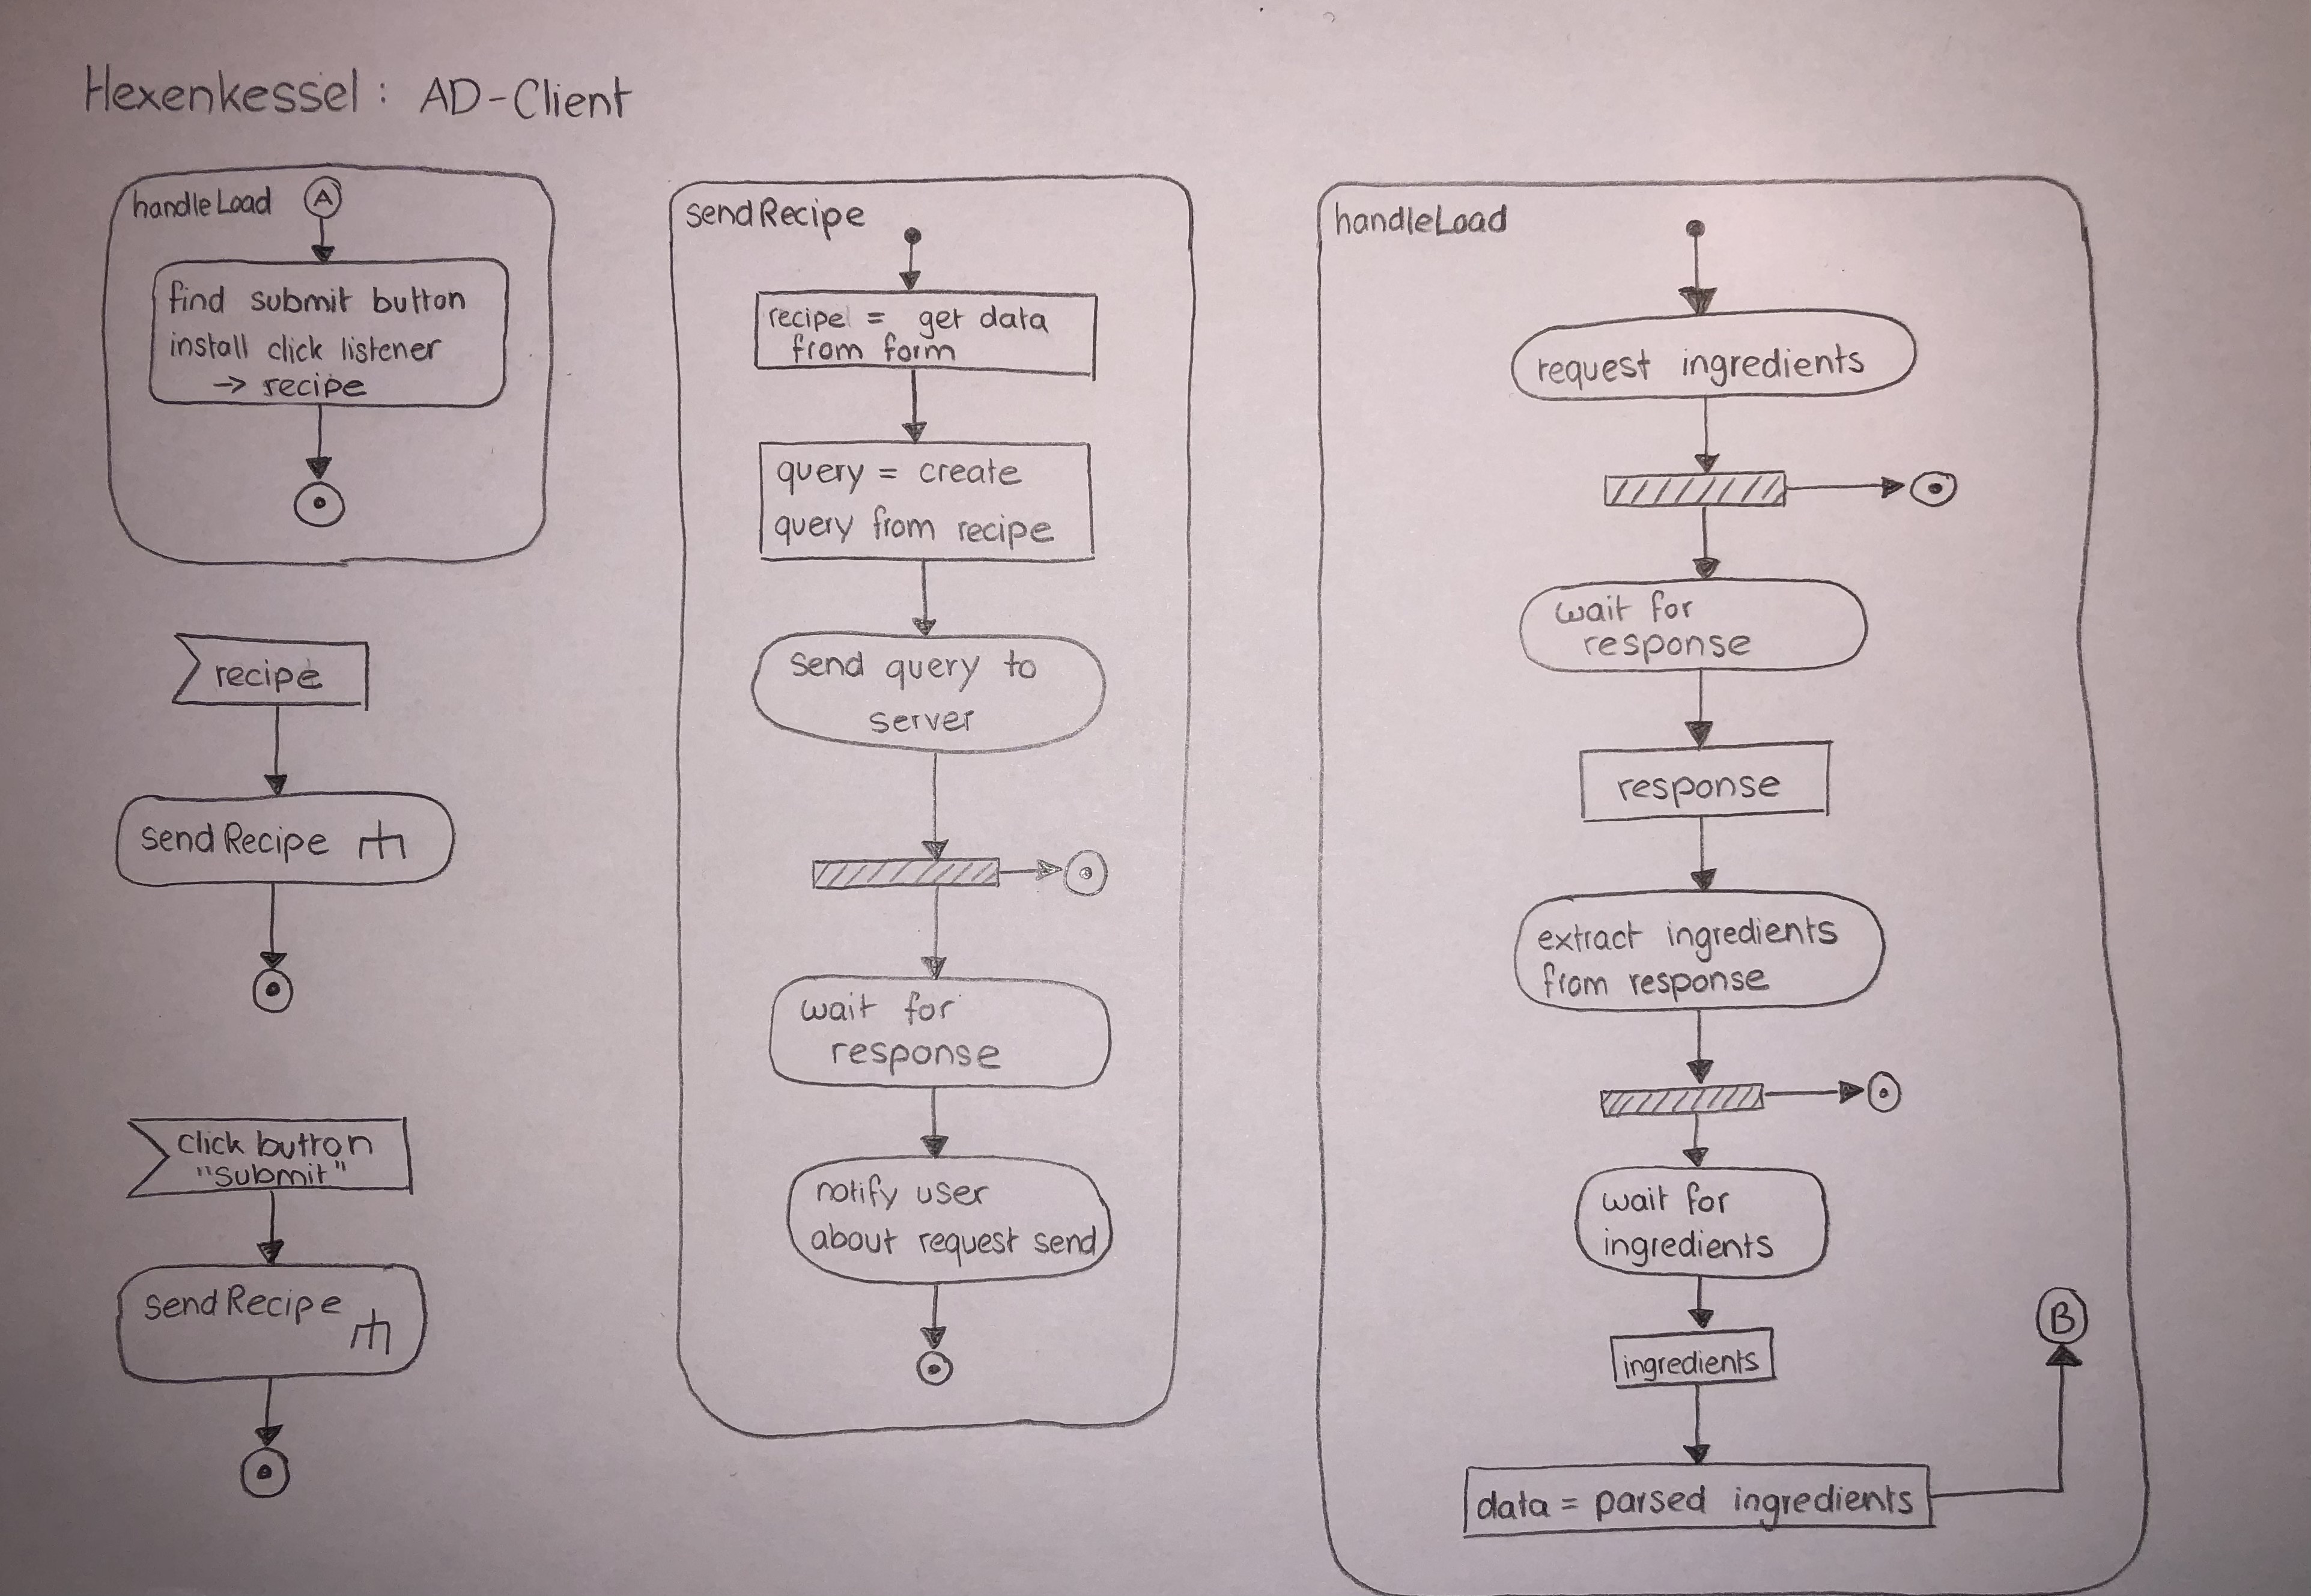 Hexenkessel: AD-Client
handleLoad
A
find submit button
install click listener
→ recipe
recipe
sendRecipe
click button
"Submit"
sendRecipe
sendRecipe
recipe = get data
from form
query = create
query from recipe
send query to
server
wait for
response
notify user
about request send
handleLoad
request ingredients
wait for
response
response
extract ingredients
from response
wait for
ingredients
ingredients
data = parsed ingredients
B